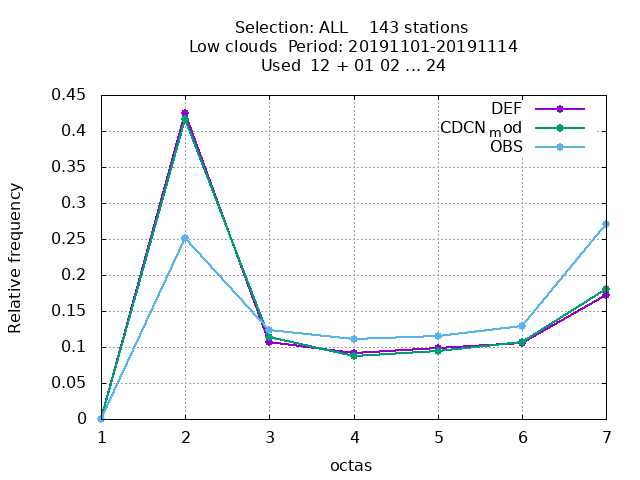 Selection: ALL    143 stations
Low clouds  Period: 20191101-20191114
Used  12 + 01 02 ... 24
0.45
0.4
0.35
0.3
0.25
0.2
0.15
0.1
0.05
0
Relative frequency
DEF
CDCN_mod
OBS
1 2 3 4 5 6 7
octas